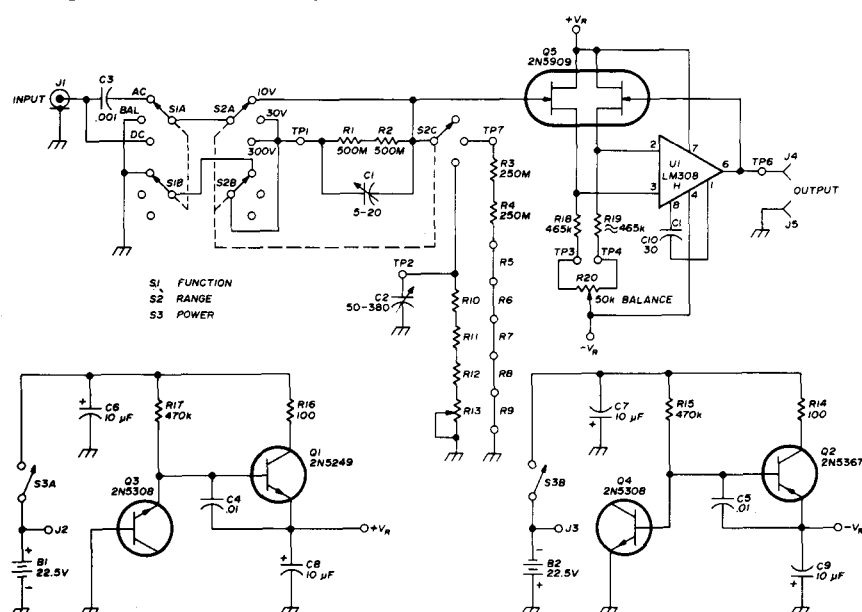 +VR
Q5
2N5909
J1
C3
INPUT
.001
AC
BAL
DC
S1A
S2A
10V
30V
300V
TP1
R1
500M
R2
500M
S2C
TP7
S1B
S2B
C1
5-20
R3
250M
R4
250M
2
3
7
U1
LM308
H
6
8
4
1
TP6
J4
OUTPUT
J5
R18
465k
R19
≈465k
C1
C10
30
TP3
TP4
R20
50k BALANCE
-VR
S1 FUNCTION
S2 RANGE
S3 POWER
TP2
C2
50-380
R10
R11
R12
R13
R5
R6
R7
R8
R9
+
C6
10 µF
R17
470k
R16
100
Q1
2N5249
S3A
Q3
2N5308
C4
.01
J2
+VR
+
B1
22.5V
-
+
C8
10 µF
C7
10 µF
+
R15
470k
R14
100
Q2
2N5367
S3B
Q4
2N5308
C5
.01
J3
-VR
-
B2
22.5V
+
C9
10 µF
+